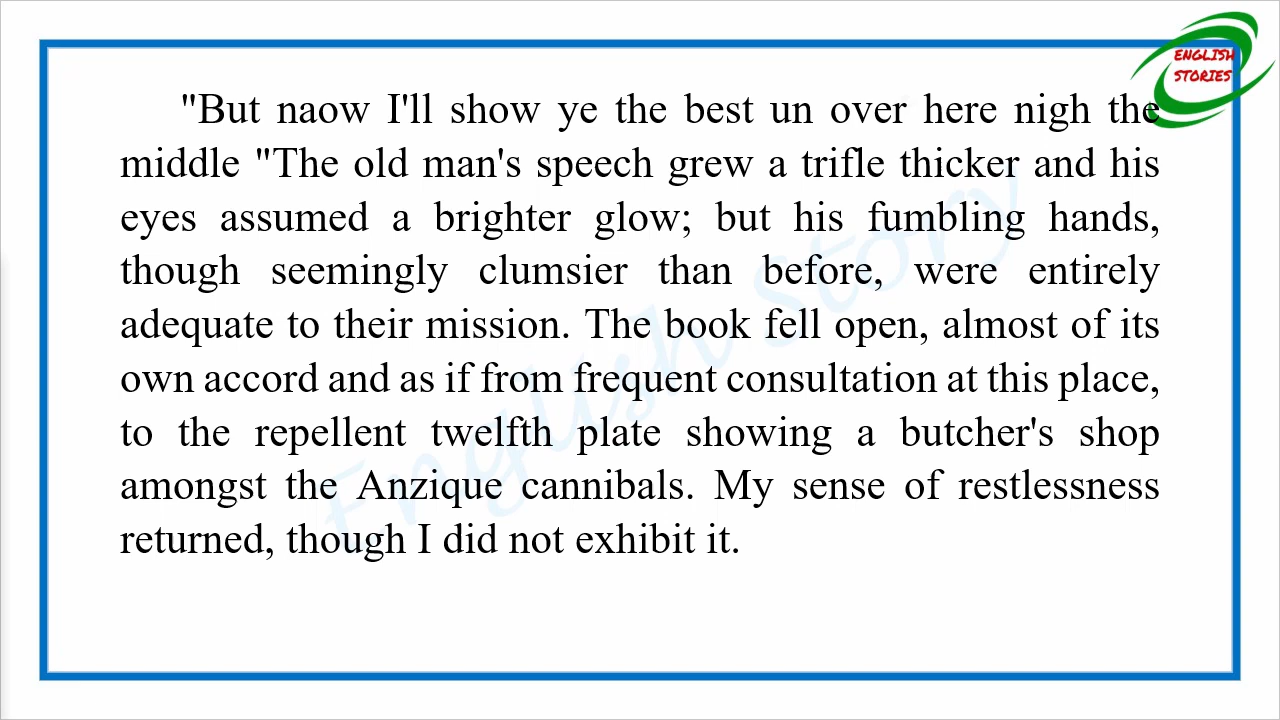 ENGLISH
STORIES
"But naow I'll show ye the best un over here nigh the
middle "The old man's speech grew a trifle thicker and his
eyes assumed a brighter glow; but his fumbling hands,
though seemingly clumsier than before, were entirely
adequate to their mission. The book fell open, almost of its
own accord and as if from frequent consultation at this place,
to the repellent twelfth plate showing a butcher's shop
amongst the Anzique cannibals. My sense of restlessness
returned, though I did not exhibit it.
English Story